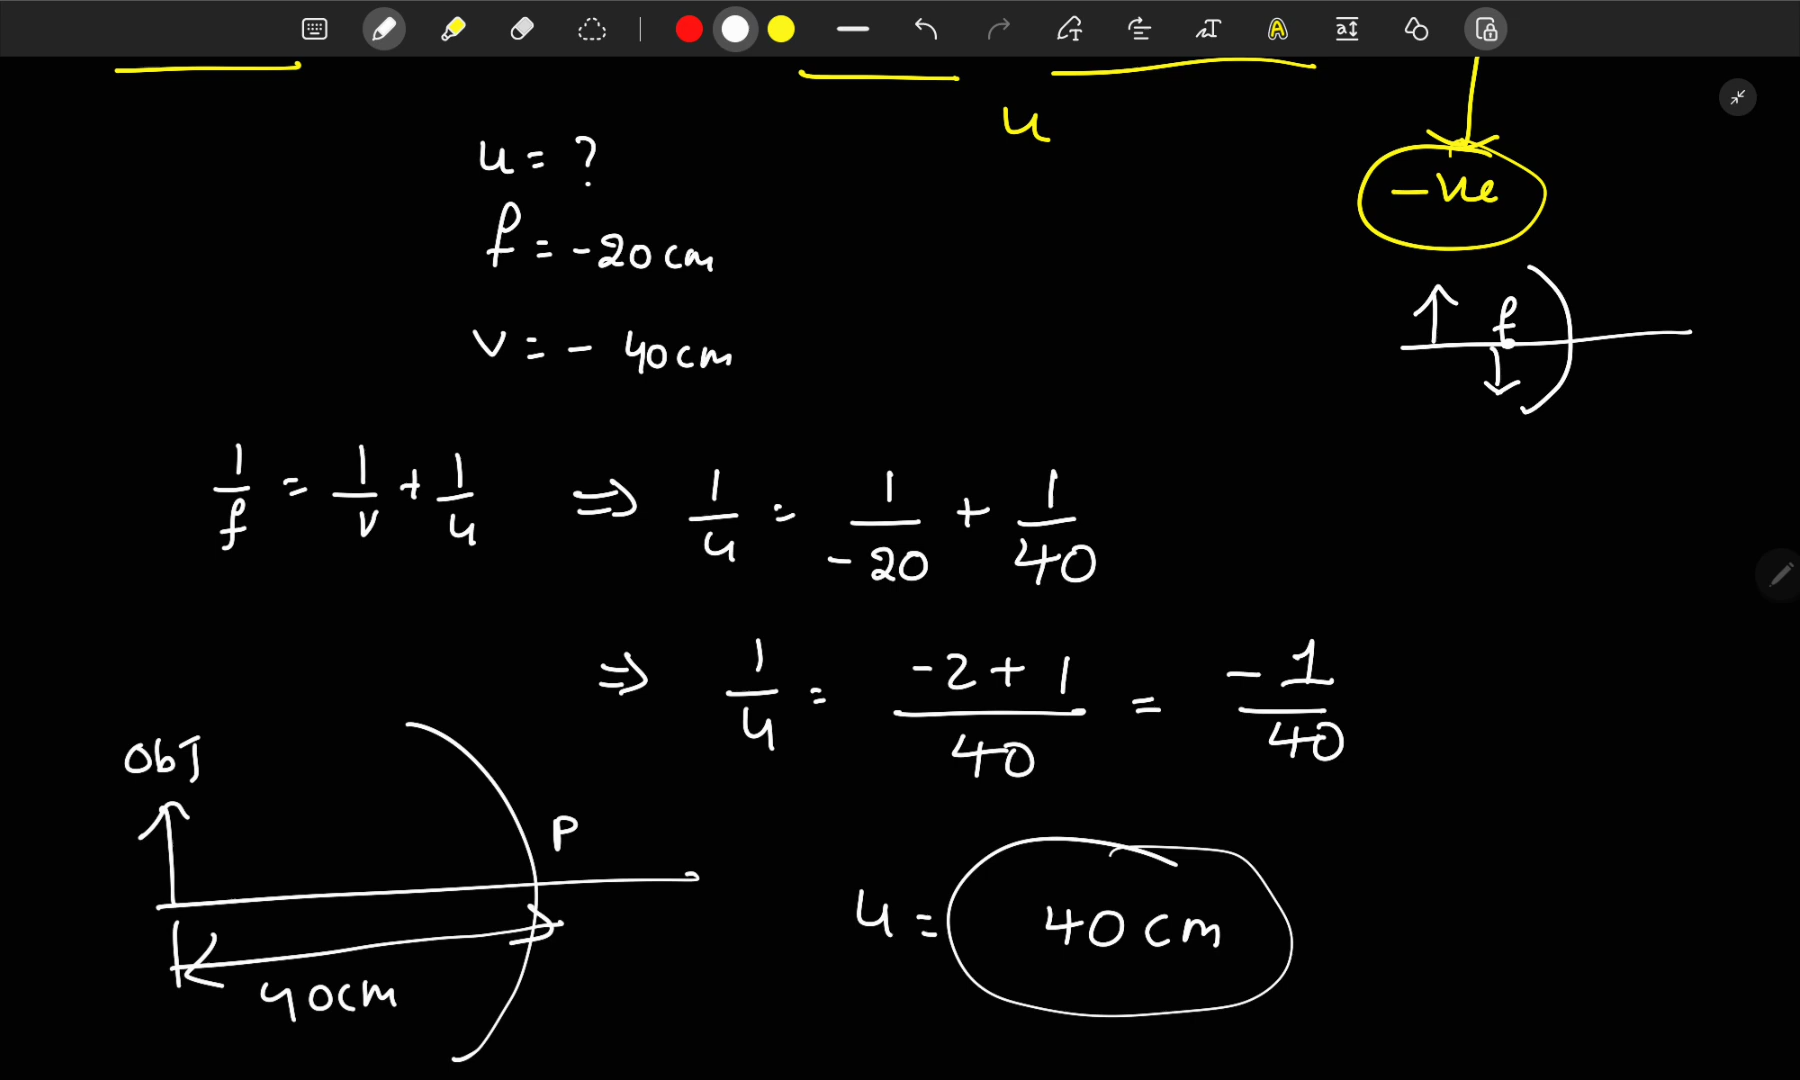 u
-ve
u = ?
f = -20 cm
v = - 40 cm
f
1/f = 1/v + 1/u ⇒ 1/u = 1/-20 + 1/40
⇒ 1/u = -2 + 1/40 = - 1/40
ObJ
P
40cm
u = 40 cm